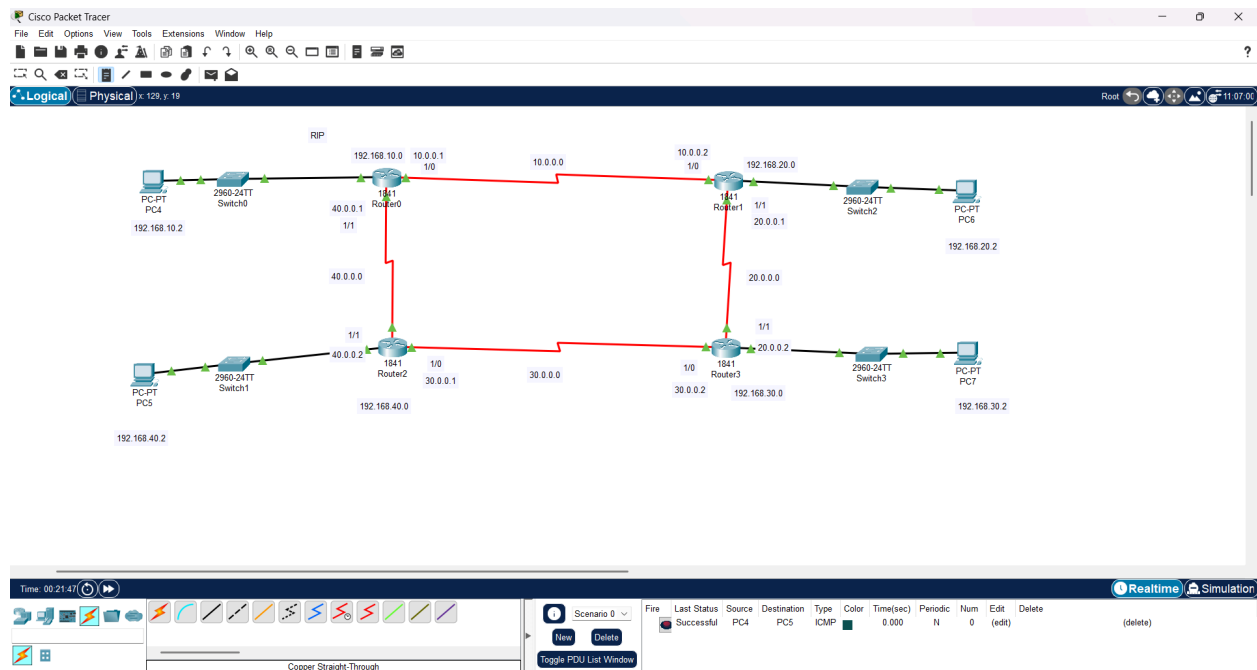 Cisco Packet Tracer
File Edit Options View Tools Extensions Window Help
?
Logical Physical x: 129, y: 19 Root 11:07:00
RIP
192.168.10.0 10.0.0.1
1/0
10.0.0.0
10.0.0.2
1/0
192.168.20.0
PC-PT
PC4
2960-24TT
Switch0
1841
Router0
1841
Router1
2960-24TT
Switch2
PC-PT
PC6
192.168.10.2
40.0.0.1
1/1
1/1
20.0.0.1
192.168.20.2
40.0.0.0
20.0.0.0
1/1
40.0.0.2
1/1
20.0.0.2
PC-PT
PC5
2960-24TT
Switch1
1841
Router2
1/0
30.0.0.1
30.0.0.0
1/0
30.0.0.2
1841
Router3
2960-24TT
Switch3
PC-PT
PC7
192.168.40.0
192.168.30.0
192.168.30.2
192.168.40.2
Time: 00:21:47 Realtime Simulation
Scenario 0
New Delete
Toggle PDU List Window
Fire Last Status Source Destination Type Color Time(sec) Periodic Num Edit Delete
Successful PC4 PC5 ICMP 0.000 N 0 (edit) (delete)
Copper Straight-Through